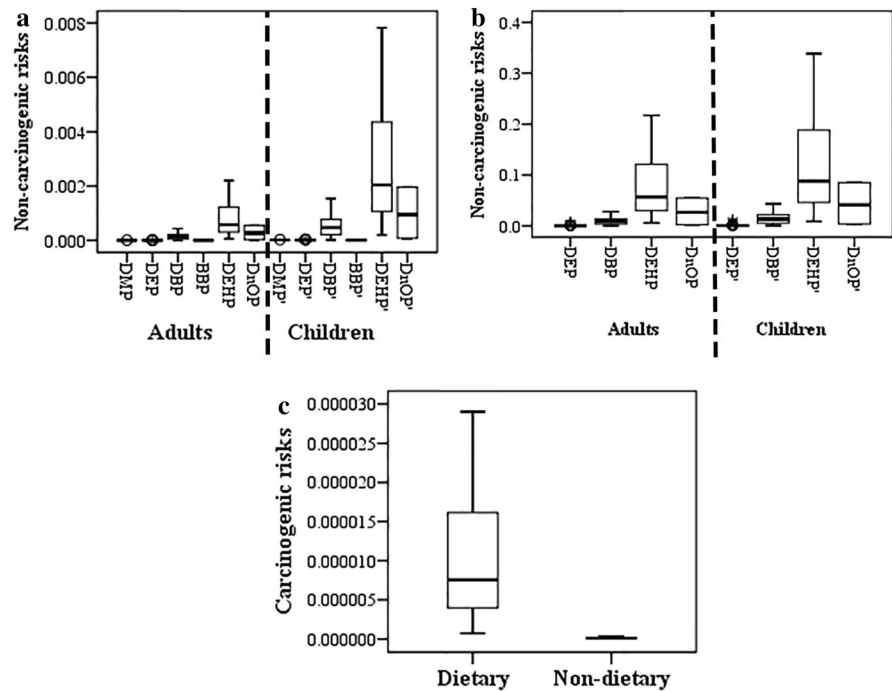 a
Non-carcinogenic risks
0.008
0.006
0.004
0.002
0.000
DMP
DEP
DBP
BBP
DEHP
DnOP
DMP'
DEP'
DBP'
BBP'
DEHP'
DnOP'
Adults
Children
b
Non-carcinogenic risks
0.4
0.3
0.2
0.1
0.0
DEP
DBP
DEHP
DnOP
DEP'
DBP'
DEHP'
DnOP'
Adults
Children
c
Carcinogenic risks
0.000030
0.000025
0.000020
0.000015
0.000010
0.000005
0.000000
Dietary
Non-dietary